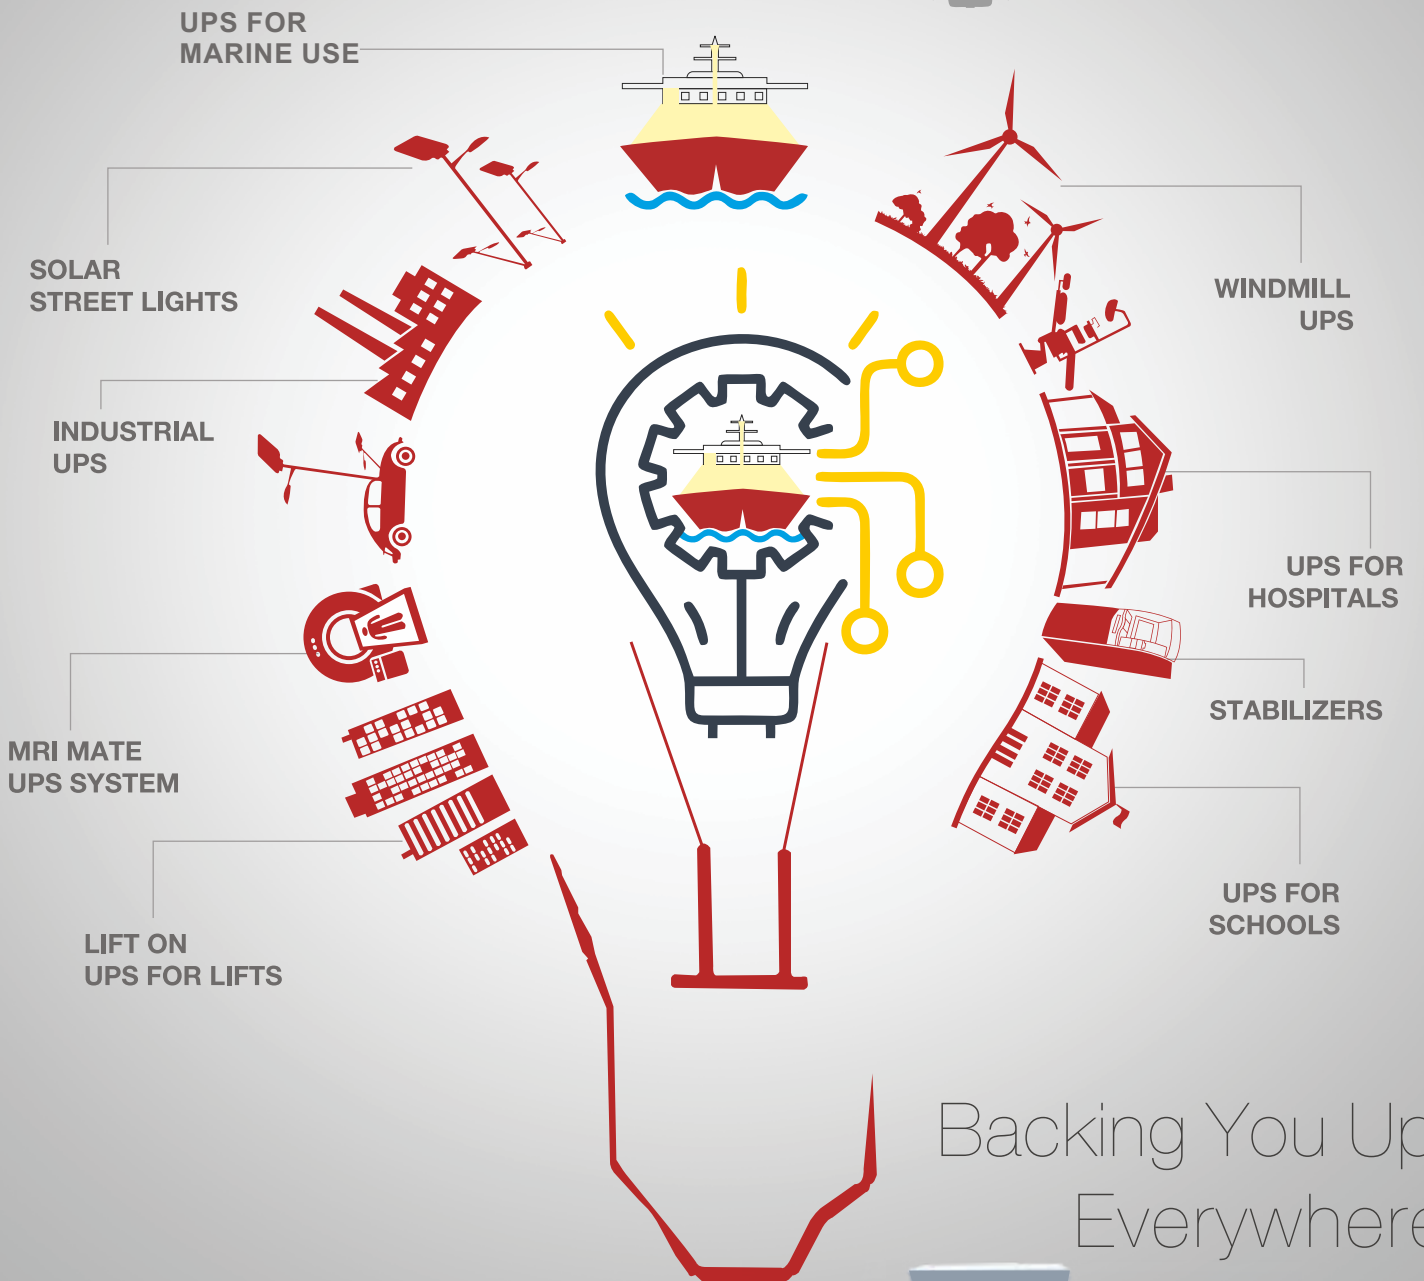 UPS FOR
MARINE USE
SOLAR
STREET LIGHTS
WINDMILL
UPS
INDUSTRIAL
UPS
UPS FOR
HOSPITALS
STABILIZERS
MRI MATE
UPS SYSTEM
UPS FOR
SCHOOLS
LIFT ON
UPS FOR LIFTS
Backing You Up
Everywhere